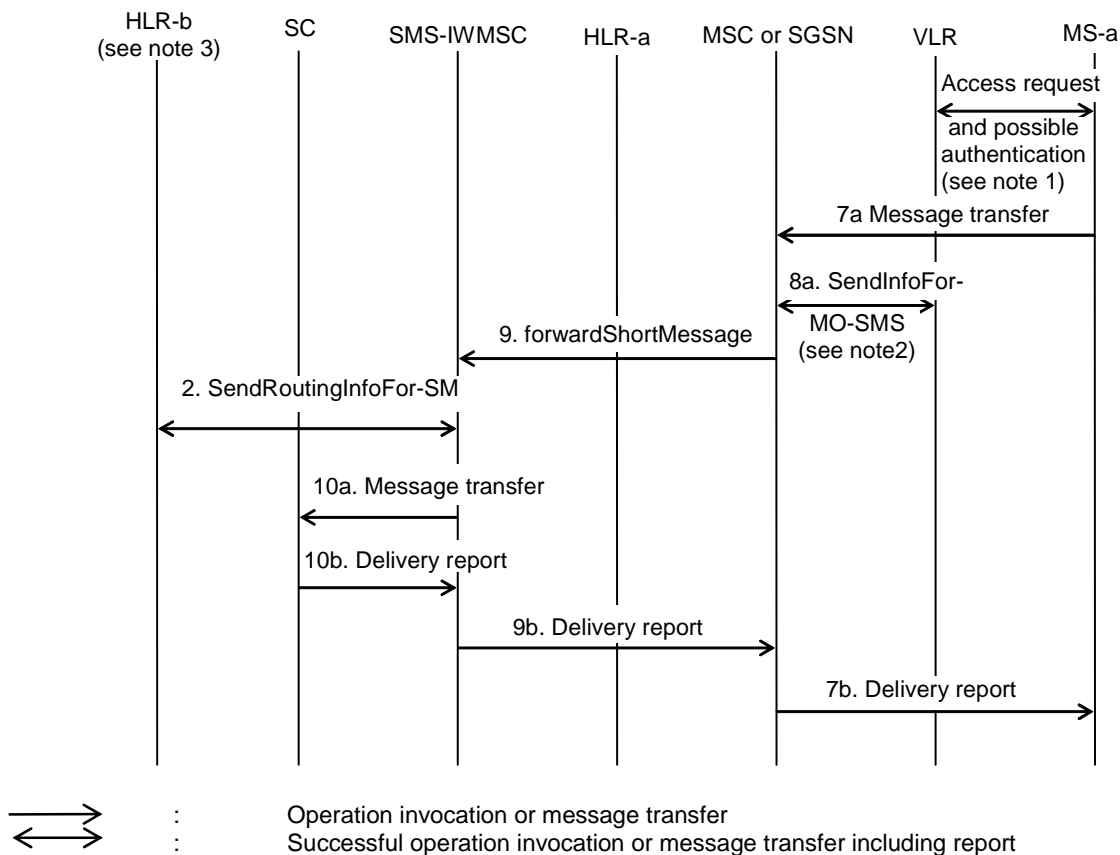 HLR-b
(see note 3)
SC
SMS-IWMSC
HLR-a
MSC or SGSN
VLR
MS-a
Access request
and possible
authentication
(see note 1)
7a Message transfer
8a. SendInfoFor-
MO-SMS
(see note2)
9. forwardShortMessage
2. SendRoutingInfoFor-SM
10a. Message transfer
10b. Delivery report
9b. Delivery report
7b. Delivery report
: Operation invocation or message transfer
: Successful operation invocation or message transfer including report